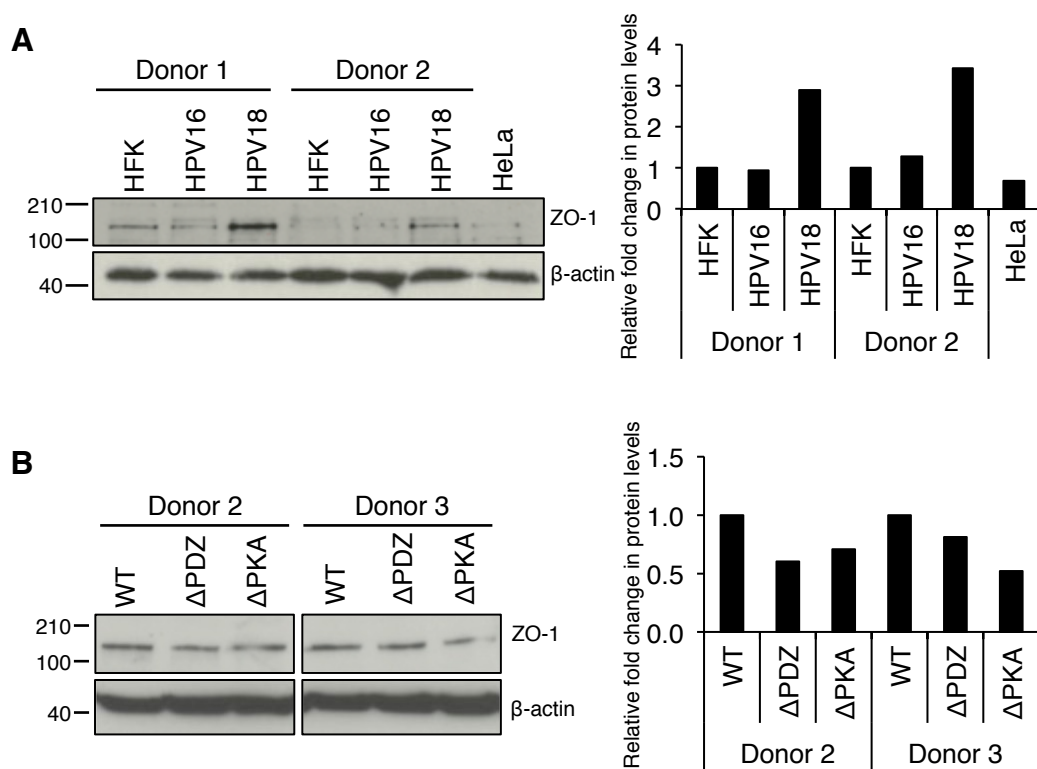 A
Donor 1
Donor 2
HFK
HPV16
HPV18
HFK
HPV16
HPV18
HeLa
210
100
40
ZO-1
β-actin
Relative fold change in protein levels
4
3
2
1
0
HFK
HPV16
HPV18
HFK
HPV16
HPV18
HeLa
Donor 1
Donor 2
B
Donor 2
Donor 3
WT
ΔPDZ
ΔPKA
WT
ΔPDZ
ΔPKA
210
100
40
ZO-1
β-actin
Relative fold change in protein levels
1.5
1.0
0.5
0.0
WT
ΔPDZ
ΔPKA
WT
ΔPDZ
ΔPKA
Donor 2
Donor 3